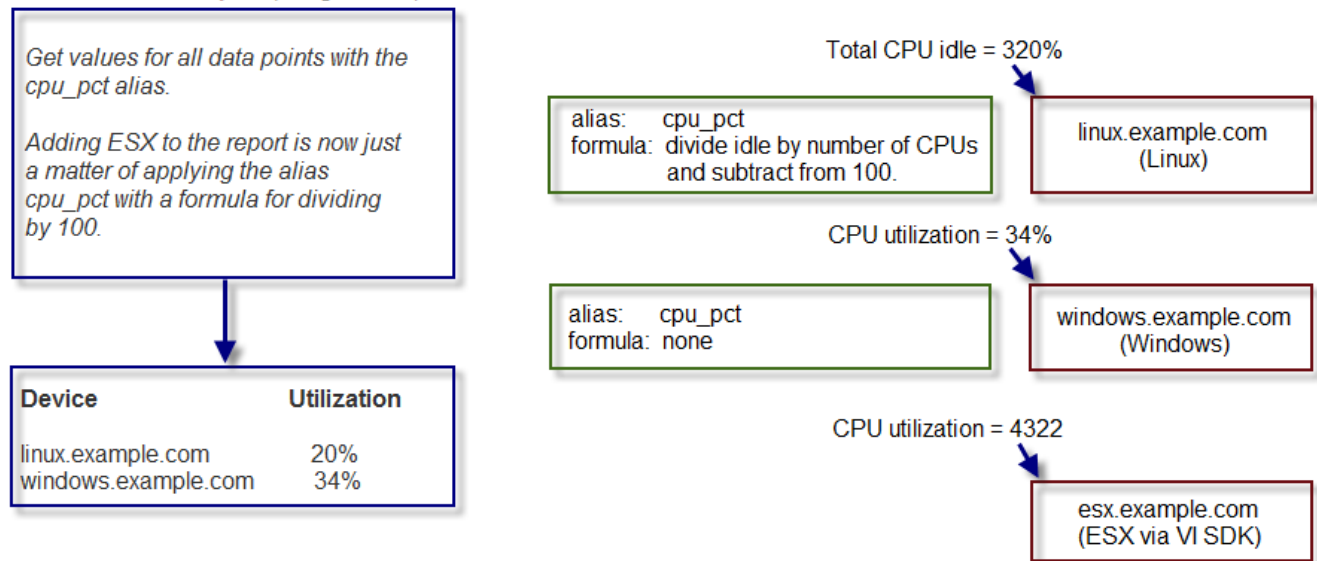 Get values for all data points with the
cpu_pct alias.
Adding ESX to the report is now just
a matter of applying the alias
cpu_pct with a formula for dividing
by 100.
Device Utilization
linux.example.com 20%
windows.example.com 34%
Total CPU idle = 320%
alias: cpu_pct
formula: divide idle by number of CPUs
and subtract from 100.
linux.example.com
(Linux)
CPU utilization = 34%
alias: cpu_pct
formula: none
windows.example.com
(Windows)
CPU utilization = 4322
esx.example.com
(ESX via VI SDK)